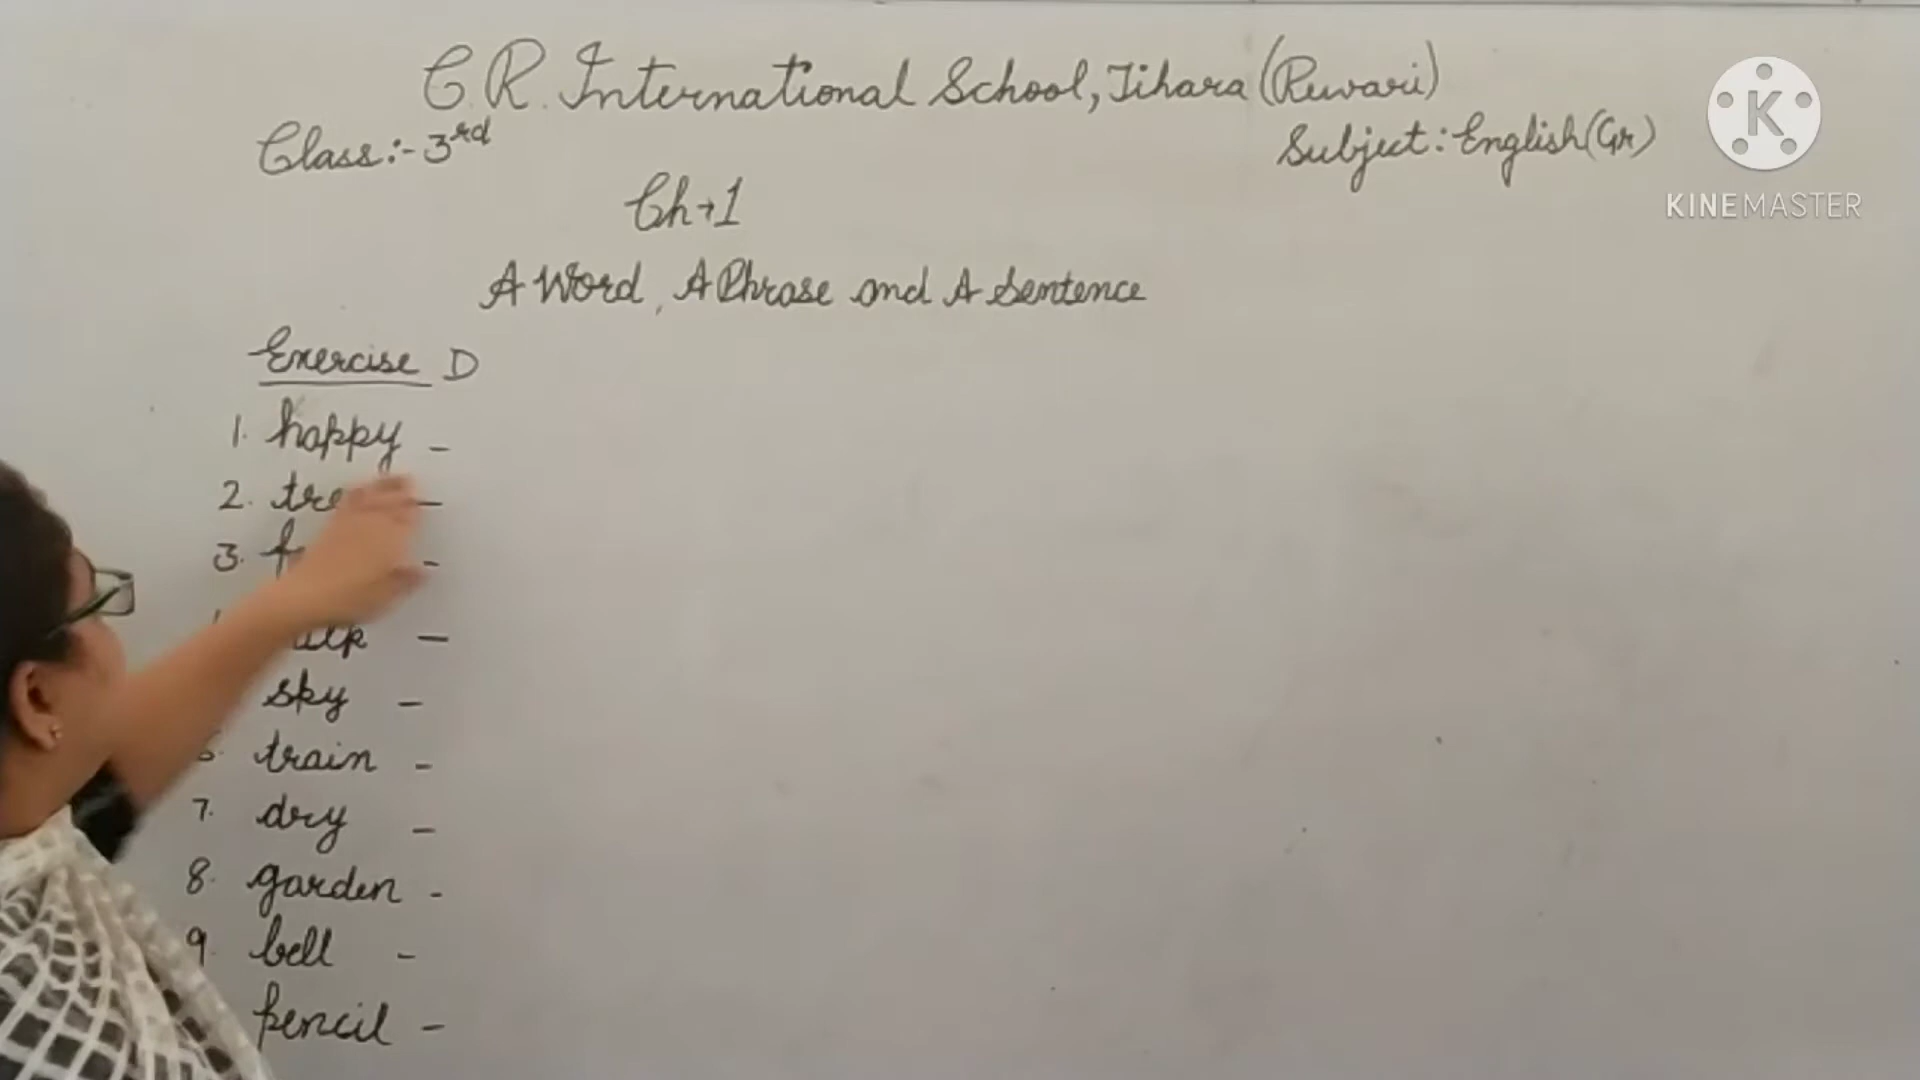 C.R. International School, Jihara (Rewari)
Class:- 3rd
Subject: English (Gr)
K
KINEMASTER
Ch → 1
A Word, A Phrase and A Sentence
Exercise D
1. happy -
2. -
3. -
-
sky -
train -
7. dry -
8. garden -
9. bell -
pencil -